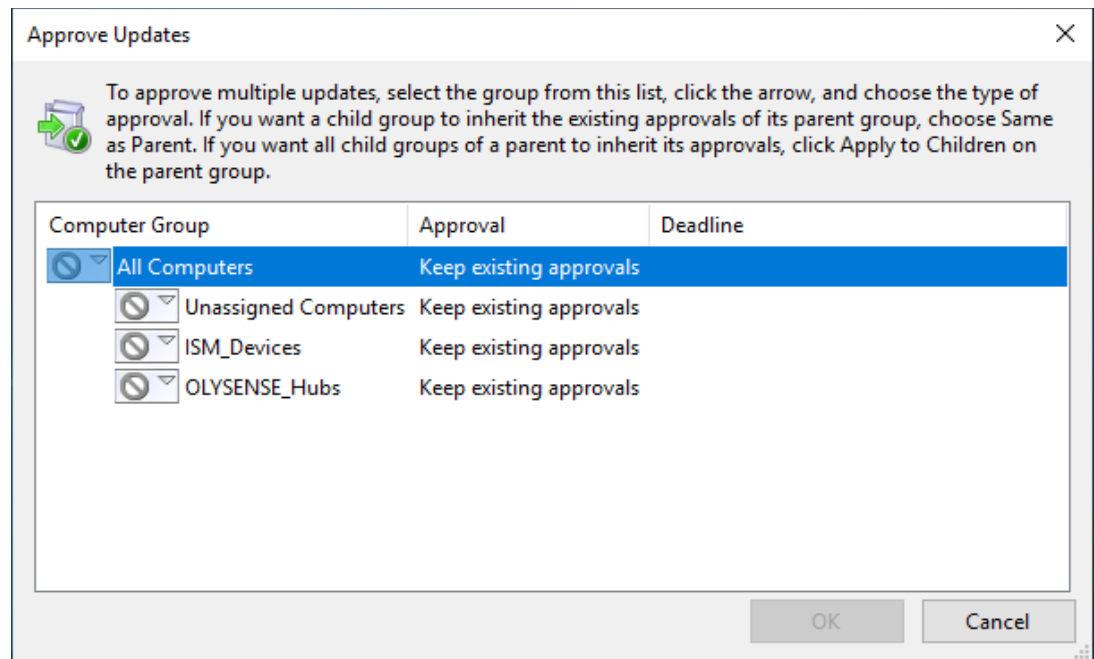 Approve Updates
To approve multiple updates, select the group from this list, click the arrow, and choose the type of
approval. If you want a child group to inherit the existing approvals of its parent group, choose Same
as Parent. If you want all child groups of a parent to inherit its approvals, click Apply to Children on
the parent group.
Computer Group Approval Deadline
All Computers Keep existing approvals
Unassigned Computers Keep existing approvals
ISM_Devices Keep existing approvals
OLYSENSE_Hubs Keep existing approvals
OK Cancel